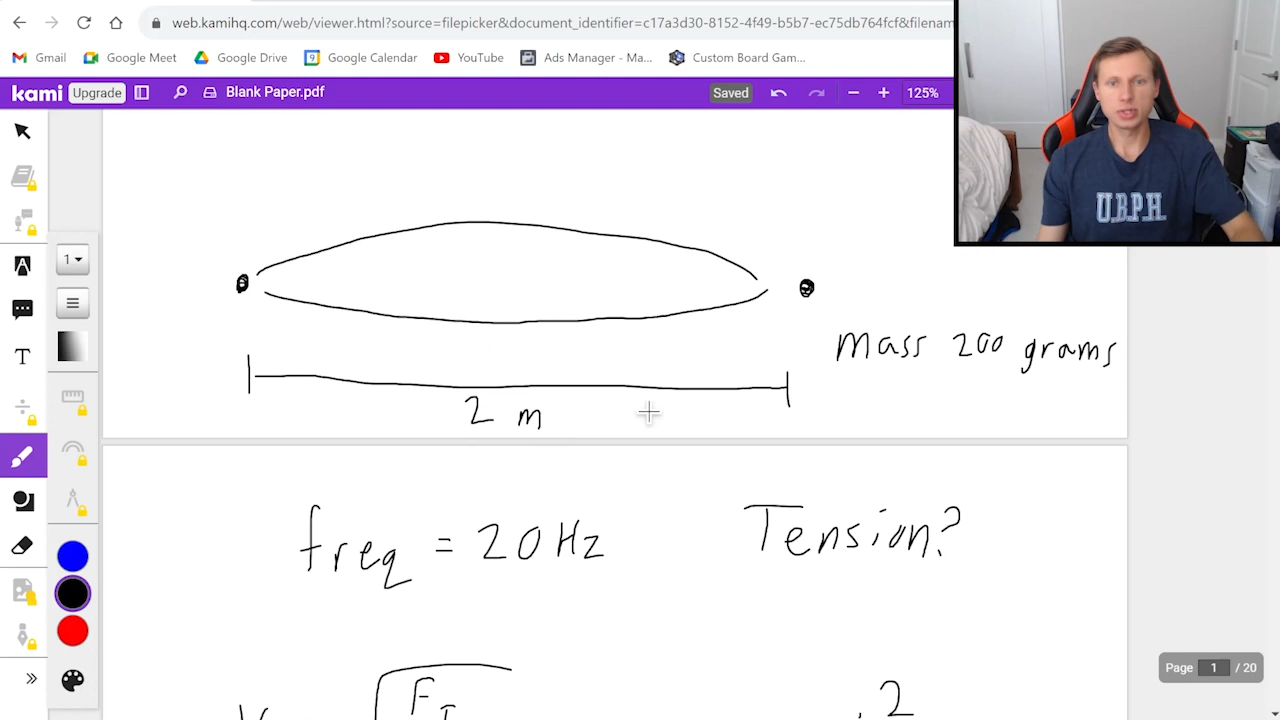 web.kamihq.com/web/viewer.html?source=filepicker&document_identifier=c17a3d30-8152-4f49-b5b7-ec75db764fcf&filenam
Gmail Google Meet Google Drive Google Calendar YouTube Ads Manager - Ma... Custom Board Gam...
kami Upgrade Blank Paper.pdf Saved 125%
U.B.P.H.
1
mass 200 grams
2 m
freq = 20 Hz Tension?
Page 1 / 20
F_T
.2